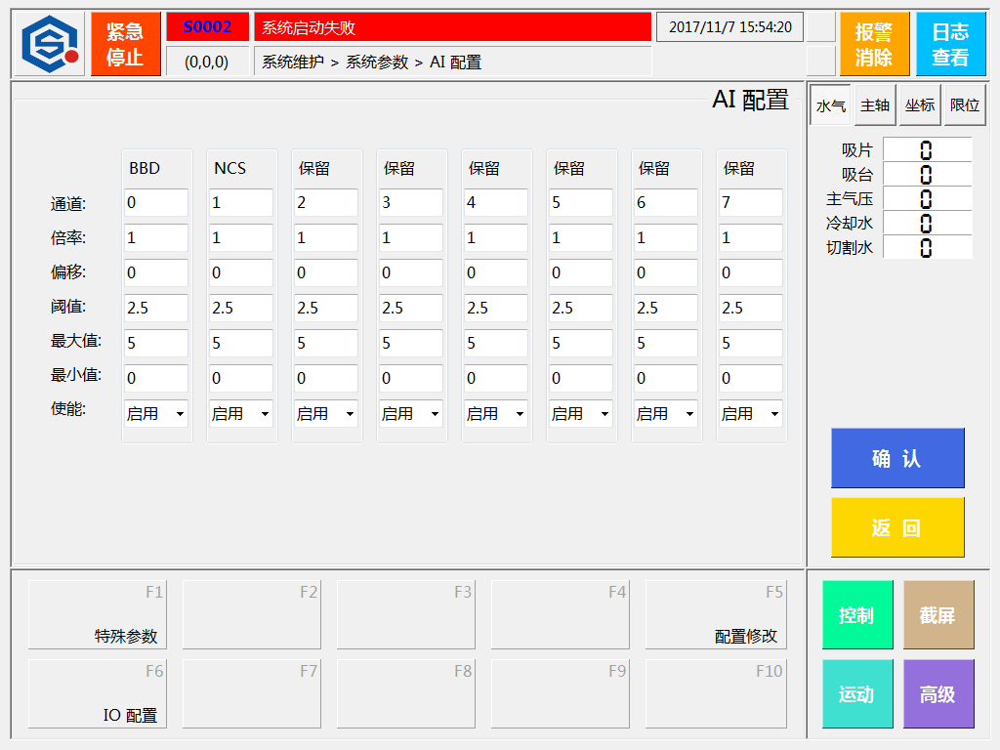 紧急
停止
S0002
系统启动失败
2017/11/7 15:54:20
报警
消除
日志
查看
(0,0,0)
系统维护 > 系统参数 > AI 配置
AI 配置
水气 主轴 坐标 限位
BBD NCS 保留 保留 保留 保留 保留 保留
通道: 0 1 2 3 4 5 6 7
倍率: 1 1 1 1 1 1 1 1
偏移: 0 0 0 0 0 0 0 0
阈值: 2.5 2.5 2.5 2.5 2.5 2.5 2.5 2.5
最大值: 5 5 5 5 5 5 5 5
最小值: 0 0 0 0 0 0 0 0
使能: 启用 启用 启用 启用 启用 启用 启用 启用
吸片 0
吸台 0
主气压 0
冷却水 0
切割水 0
确 认
返 回
F1 F2 F3 F4 F5
特殊参数 配置修改
F6 F7 F8 F9 F10
IO 配置
控制 截屏
运动 高级